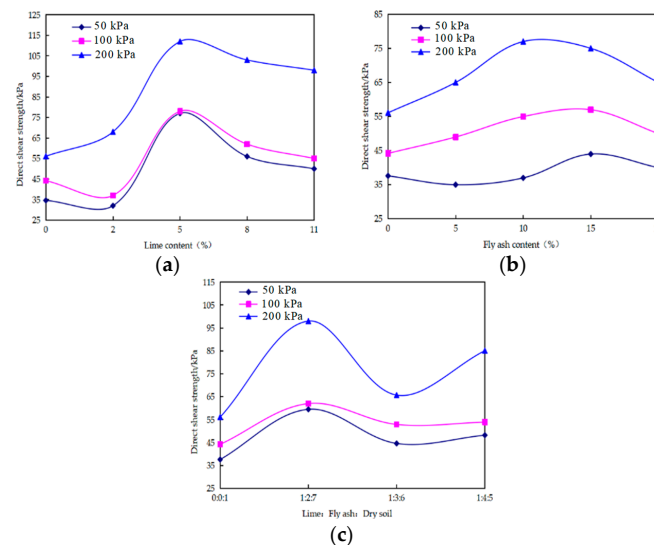 125
115
105
95
85
75
65
55
45
35
25
Direct shear strength/kPa
50 kPa
100 kPa
200 kPa
0
2
5
8
11
Lime content（%）
(a)
85
75
65
55
45
35
25
Direct shear strength/kPa
50 kPa
100 kPa
200 kPa
0
5
10
15
Fly ash content（%）
(b)
115
105
95
85
75
65
55
45
35
25
Direct shear strength/kPa
50 kPa
100 kPa
200 kPa
0:0:1
1:2:7
1:3:6
1:4:5
Lime：Fly ash：Dry soil
(c)